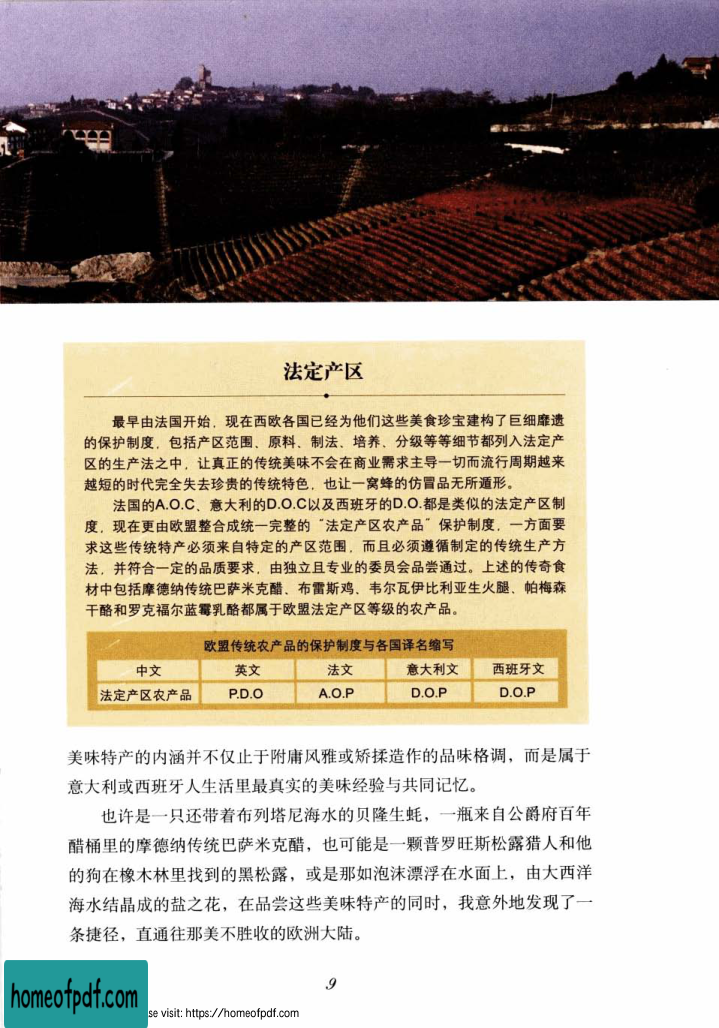 法定产区
最早由法国开始，现在西欧各国已经为他们这些美食珍宝建构了巨细靡遗
的保护制度，包括产区范围、原料、制法、培养、分级等等细节都列入法定产
区的生产法之中，让真正的传统美味不会在商业需求主导一切而流行周期越来
越短的时代完全失去珍贵的传统特色，也让一窝蜂的仿冒品无所遁形。
法国的A.O.C、意大利的D.O.C以及西班牙的D.O.都是类似的法定产区制
度，现在更由欧盟整合成统一完整的“法定产区农产品”保护制度，一方面要
求这些传统特产必须来自特定的产区范围，而且必须遵循制定的传统生产方
法，并符合一定的品质要求，由独立且专业的委员会品尝通过。上述的传奇食
材中包括摩德纳传统巴萨米克醋、布雷斯鸡、韦尔瓦伊比利亚生火腿、帕梅森
干酪和罗克福尔蓝霉乳酪都属于欧盟法定产区等级的农产品。
欧盟传统农产品的保护制度与各国译名缩写
中文 英文 法文 意大利文 西班牙文
法定产区农产品 P.D.O A.O.P D.O.P D.O.P
美味特产的内涵并不仅止于附庸风雅或矫揉造作的品味格调，而是属于
意大利或西班牙人生活里最真实的美味经验与共同记忆。
也许是一只还带着布列塔尼海水的贝隆生蚝，一瓶来自公爵府百年
醋桶里的摩德纳传统巴萨米克醋，也可能是一颗普罗旺斯松露猎人和他
的狗在橡木林里找到的黑松露，或是那如泡沫漂浮在水面上，由大西洋
海水结晶成的盐之花，在品尝这些美味特产的同时，我意外地发现了一
条捷径，直通往那美不胜收的欧洲大陆。
9
homeofpdf.com
se visit: https://homeofpdf.com